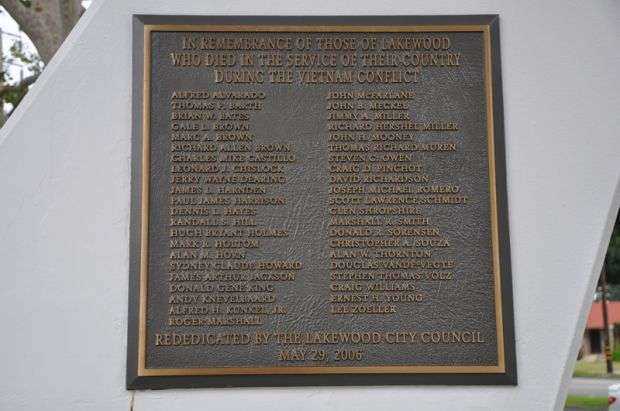 IN REMEMBRANCE OF THOSE OF LAKEWOOD
WHO DIED IN THE SERVICE OF THEIR COUNTRY
DURING THE VIETNAM CONFLICT
ALFRED ALVARADO
THOMAS P. BARTH
BRIAN W. BATES
GALE L. BROWN
MARC A. BROWN
RICHARD ALLEN BROWN
CHARLES MIKE CASTILLO
LEONARD J. CHISLOCK
JERRY WAYNE DEARING
JAMES L. HARNDEN
PAUL JAMES HARRISON
DENNIS L. HAYES
RANDALL S. HILL
HUGH BRIANT HOLMES
MARK R. HOLTOM
ALAN M. HORN
SYDNEY CLAUDE HOWARD
JAMES ARTHUR JACKSON
DONALD GENE KING
ANDY KNEVELBAARD
ALFRED H. KUNKEL, JR.
ROGER MARSHALL
JOHN McFARLANE
JOHN B. MECKEE
JIMMY A. MILLER
RICHARD HERSHEL MILLER
JOHN H. MOONEY
THOMAS RICHARD MUREN
STEVEN C. OWEN
CRAIG D. PINCHOT
DAVID RICHARDSON
JOSEPH MICHAEL ROMERO
SCOTT LAWRENCE SCHMIDT
GLEN SHROPSHIRE
MARSHALL R. SMITH
DONALD R. SORENSEN
CHRISTOPHER A. SOUZA
ALAN W. THORNTON
DOUGLAS VANDE-VEGTE
STEPHEN THOMAS VOLZ
CRAIG WILLIAMS
ERNEST H. YOUNG
LEE ZOELLER
REDEDICATED BY THE LAKEWOOD CITY COUNCIL
MAY 29, 2006